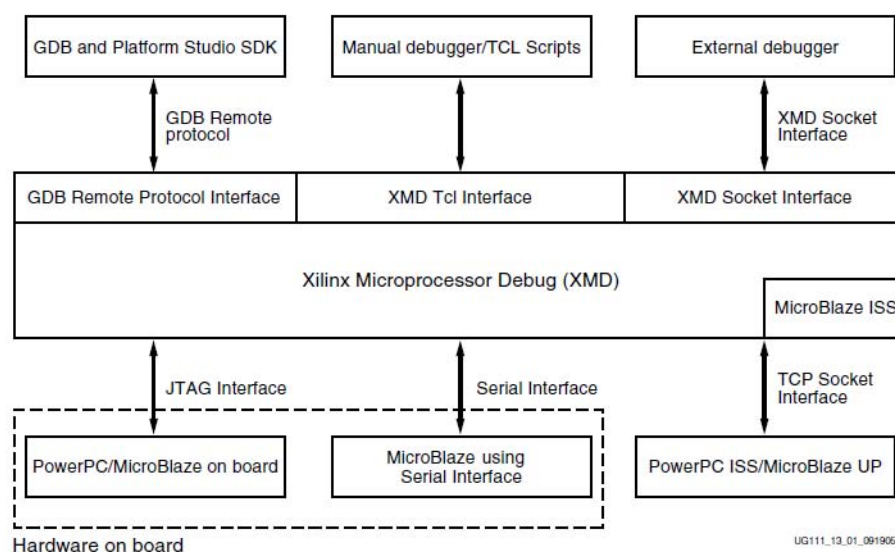 GDB and Platform Studio SDK
Manual debugger/TCL Scripts
External debugger
GDB Remote
protocol
XMD Socket
Interface
GDB Remote Protocol Interface
XMD Tcl Interface
XMD Socket Interface
Xilinx Microprocessor Debug (XMD)
MicroBlaze ISS
JTAG Interface
Serial Interface
TCP Socket
Interface
PowerPC/MicroBlaze on board
MicroBlaze using
Serial Interface
PowerPC ISS/MicroBlaze UP
Hardware on board